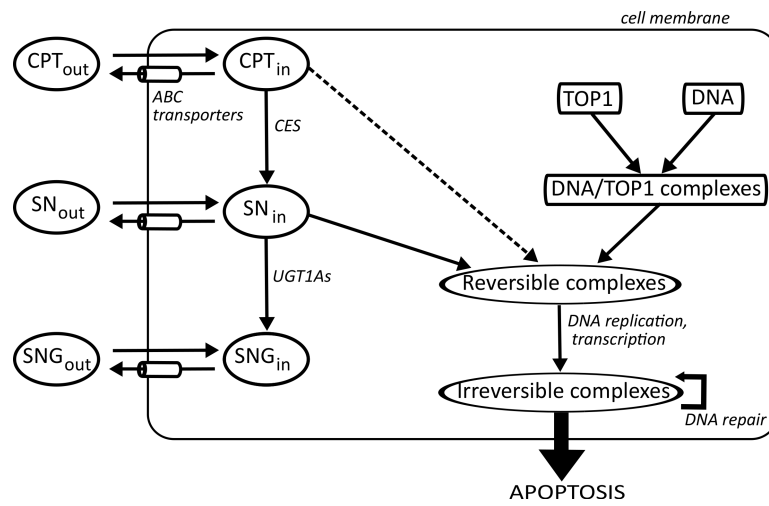 cell membrane
CPTout
CPTin
ABC
transporters
CES
TOP1
DNA
DNA/TOP1 complexes
SNout
SNin
UGT1As
Reversible complexes
DNA replication,
transcription
SNGout
SNGin
Irreversible complexes
DNA repair
APOPTOSIS